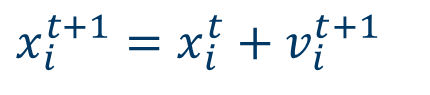 $x_i^{t+1} = x_i^t + v_i^{t+1}$